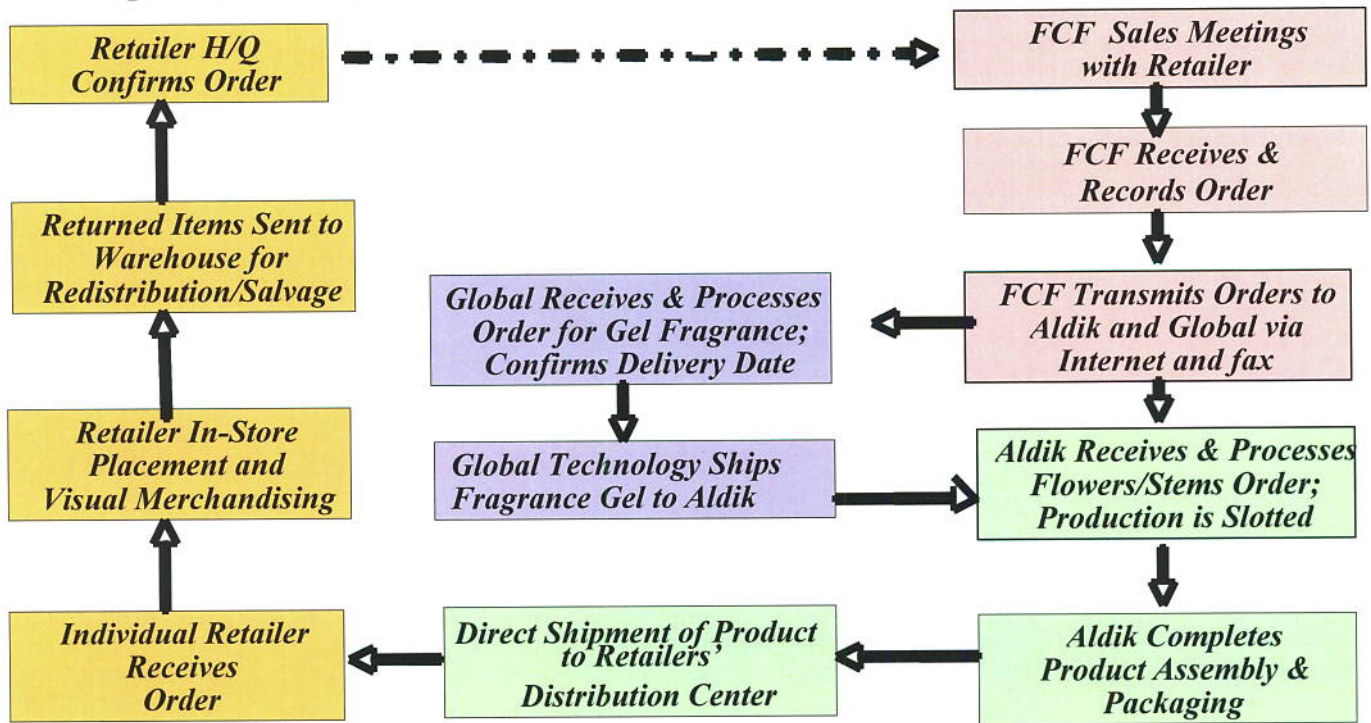 Retailer H/Q
Confirms Order
FCF Sales Meetings
with Retailer
FCF Receives &
Records Order
Returned Items Sent to
Warehouse for
Redistribution/Salvage
Global Receives & Processes
Order for Gel Fragrance;
Confirms Delivery Date
FCF Transmits Orders to
Aldik and Global via
Internet and fax
Retailer In-Store
Placement and
Visual Merchandising
Global Technology Ships
Fragrance Gel to Aldik
Aldik Receives & Processes
Flowers/Stems Order;
Production is Slotted
Individual Retailer
Receives
Order
Direct Shipment of Product
to Retailers'
Distribution Center
Aldik Completes
Product Assembly &
Packaging